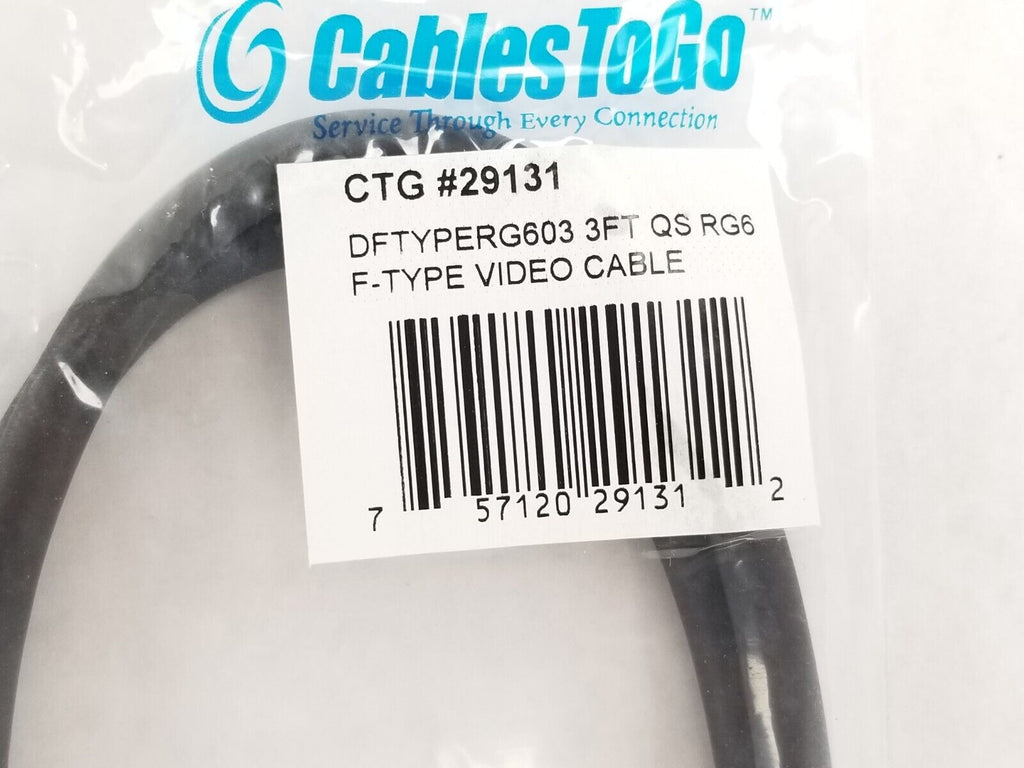 CablesToGo™
Service Through Every Connection
CTG #29131
DFTYPERG603 3FT QS RG6
F-TYPE VIDEO CABLE
7 57120 29131 2